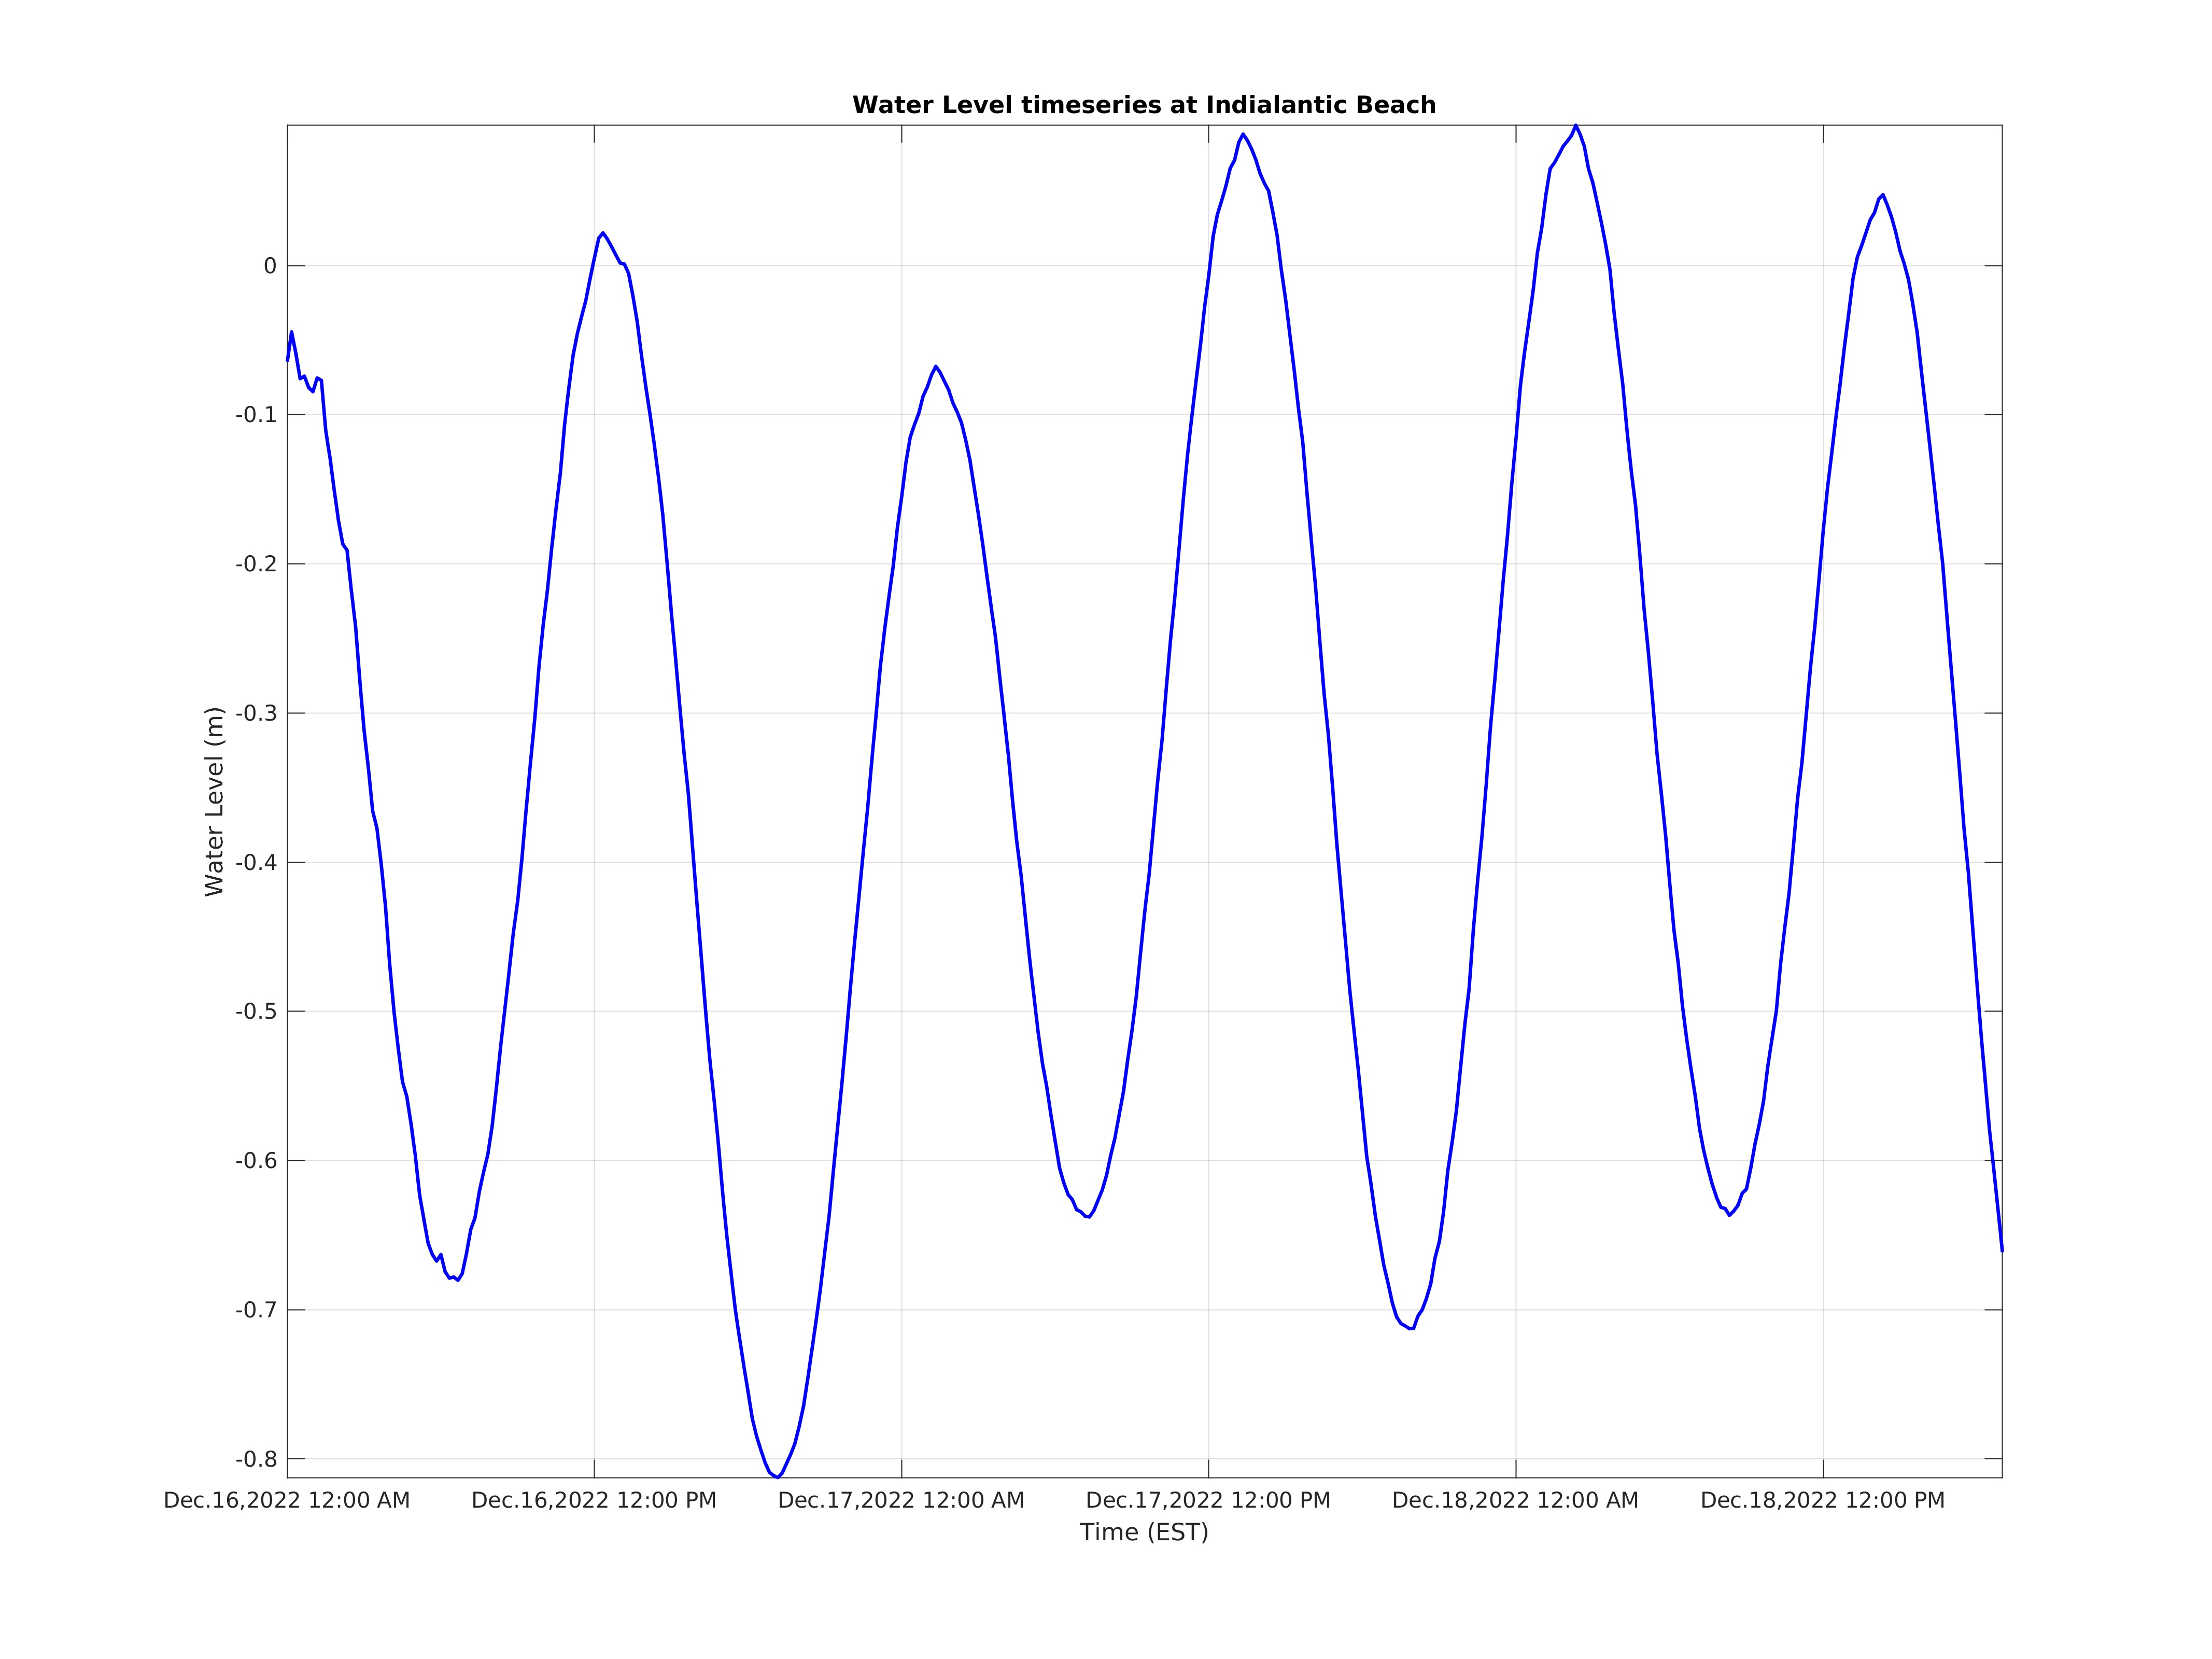 Water Level timeseries at Indialantic Beach
0
-0.1
-0.2
-0.3
-0.4
-0.5
-0.6
-0.7
-0.8
Water Level (m)
Dec.16,2022 12:00 AM Dec.16,2022 12:00 PM Dec.17,2022 12:00 AM Dec.17,2022 12:00 PM Dec.18,2022 12:00 AM Dec.18,2022 12:00 PM
Time (EST)